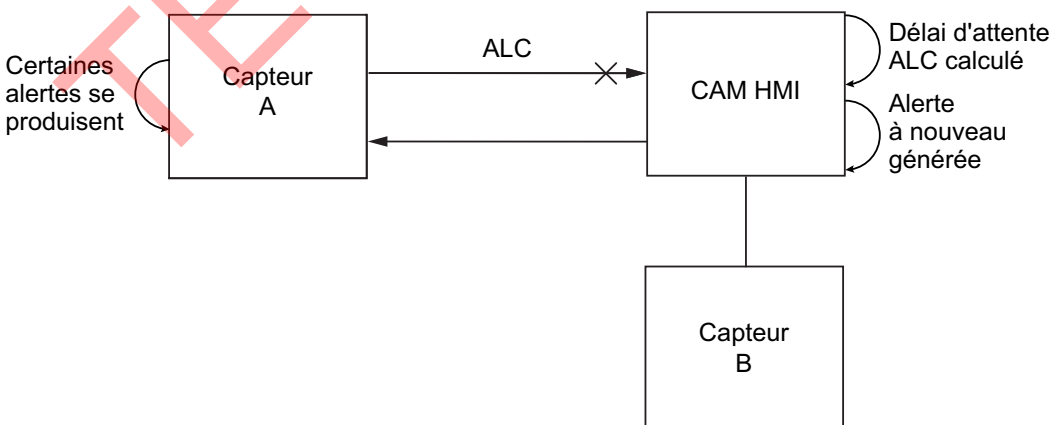 Certaines
alertes se
produisent
Capteur
A
ALC
CAM HMI
Délai d'attente
ALC calculé
Alerte
à nouveau
générée
Capteur
B